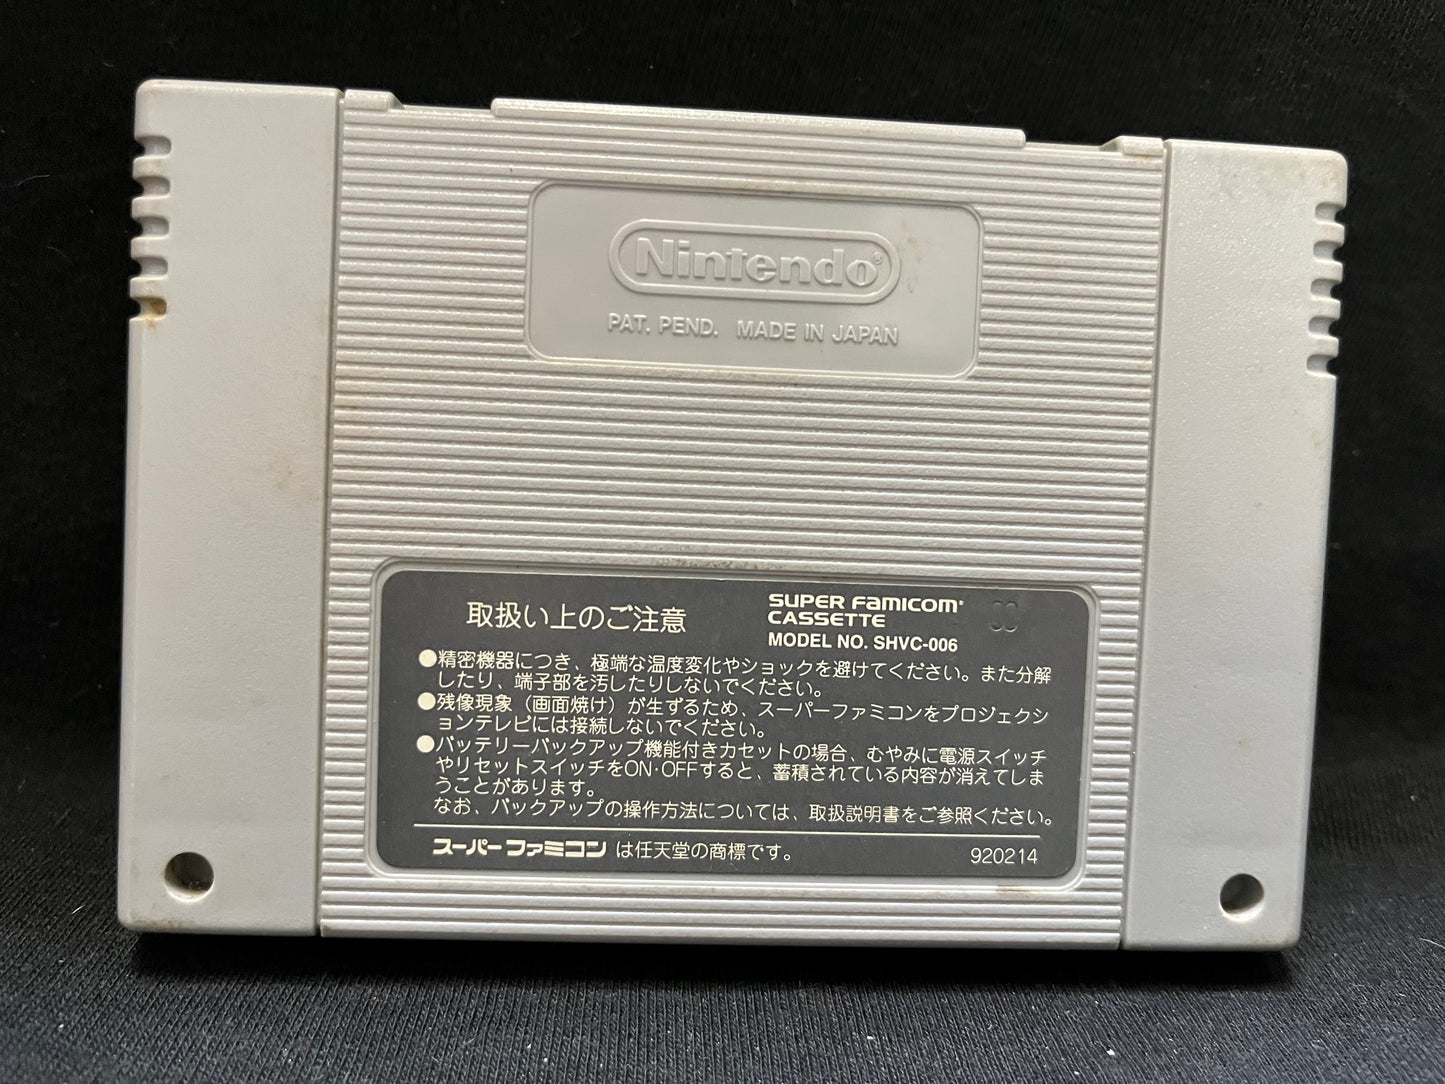 Nintendo®
PAT. PEND. MADE IN JAPAN
取扱い上のご注意
SUPER FAMICOM®
CASSETTE
MODEL NO. SHVC-006
●精密機器につき、極端な温度変化やショックを避けてください。また分解
したり、端子部を汚したりしないでください。
●残像現象（画面焼け）が生ずるため、スーパーファミコンをプロジェクシ
ョンテレビには接続しないでください。
●バッテリーバックアップ機能付きカセットの場合、むやみに電源スイッチ
やリセットスイッチをON·OFFすると、蓄積されている内容が消えてしま
うことがあります。
なお、バックアップの操作方法については、取扱説明書をご参照ください。
スーパーファミコン は任天堂の商標です。
920214